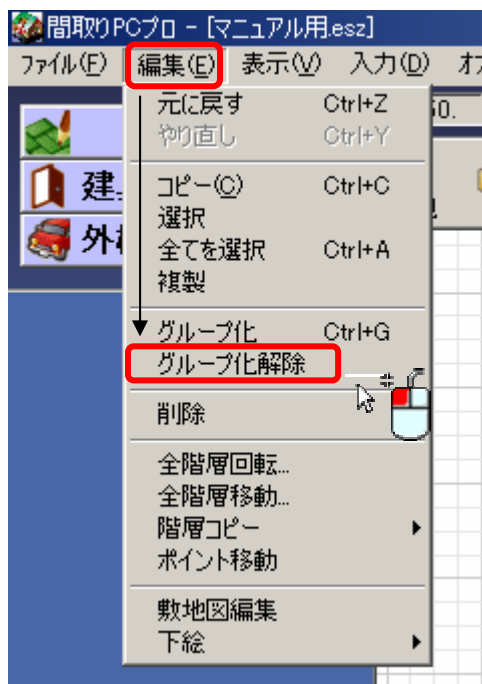 間取りPCプロ - [マニュアル用.esz]
ファイル(F) 編集(E) 表示(V) 入力(D)
元に戻す Ctrl+Z
やり直し Ctrl+Y
建
コピー(C) Ctrl+C
選択
外
全てを選択 Ctrl+A
複製
グループ化 Ctrl+G
グループ化解除
削除
全階層回転...
全階層移動...
階層コピー
ポイント移動
敷地図編集
下絵